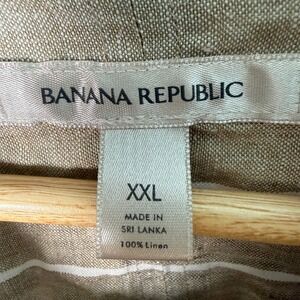 BANANA REPUBLIC
XXL
MADE IN
SRI LANKA
100% Linen